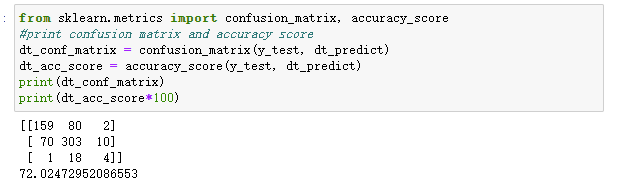 :
from sklearn.metrics import confusion_matrix, accuracy_score
#print confusion matrix and accuracy score
dt_conf_matrix = confusion_matrix(y_test, dt_predict)
dt_acc_score = accuracy_score(y_test, dt_predict)
print(dt_conf_matrix)
print(dt_acc_score*100)
[[159  80   2]
 [ 70 303  10]
 [  1  18   4]]
72.02472952086553